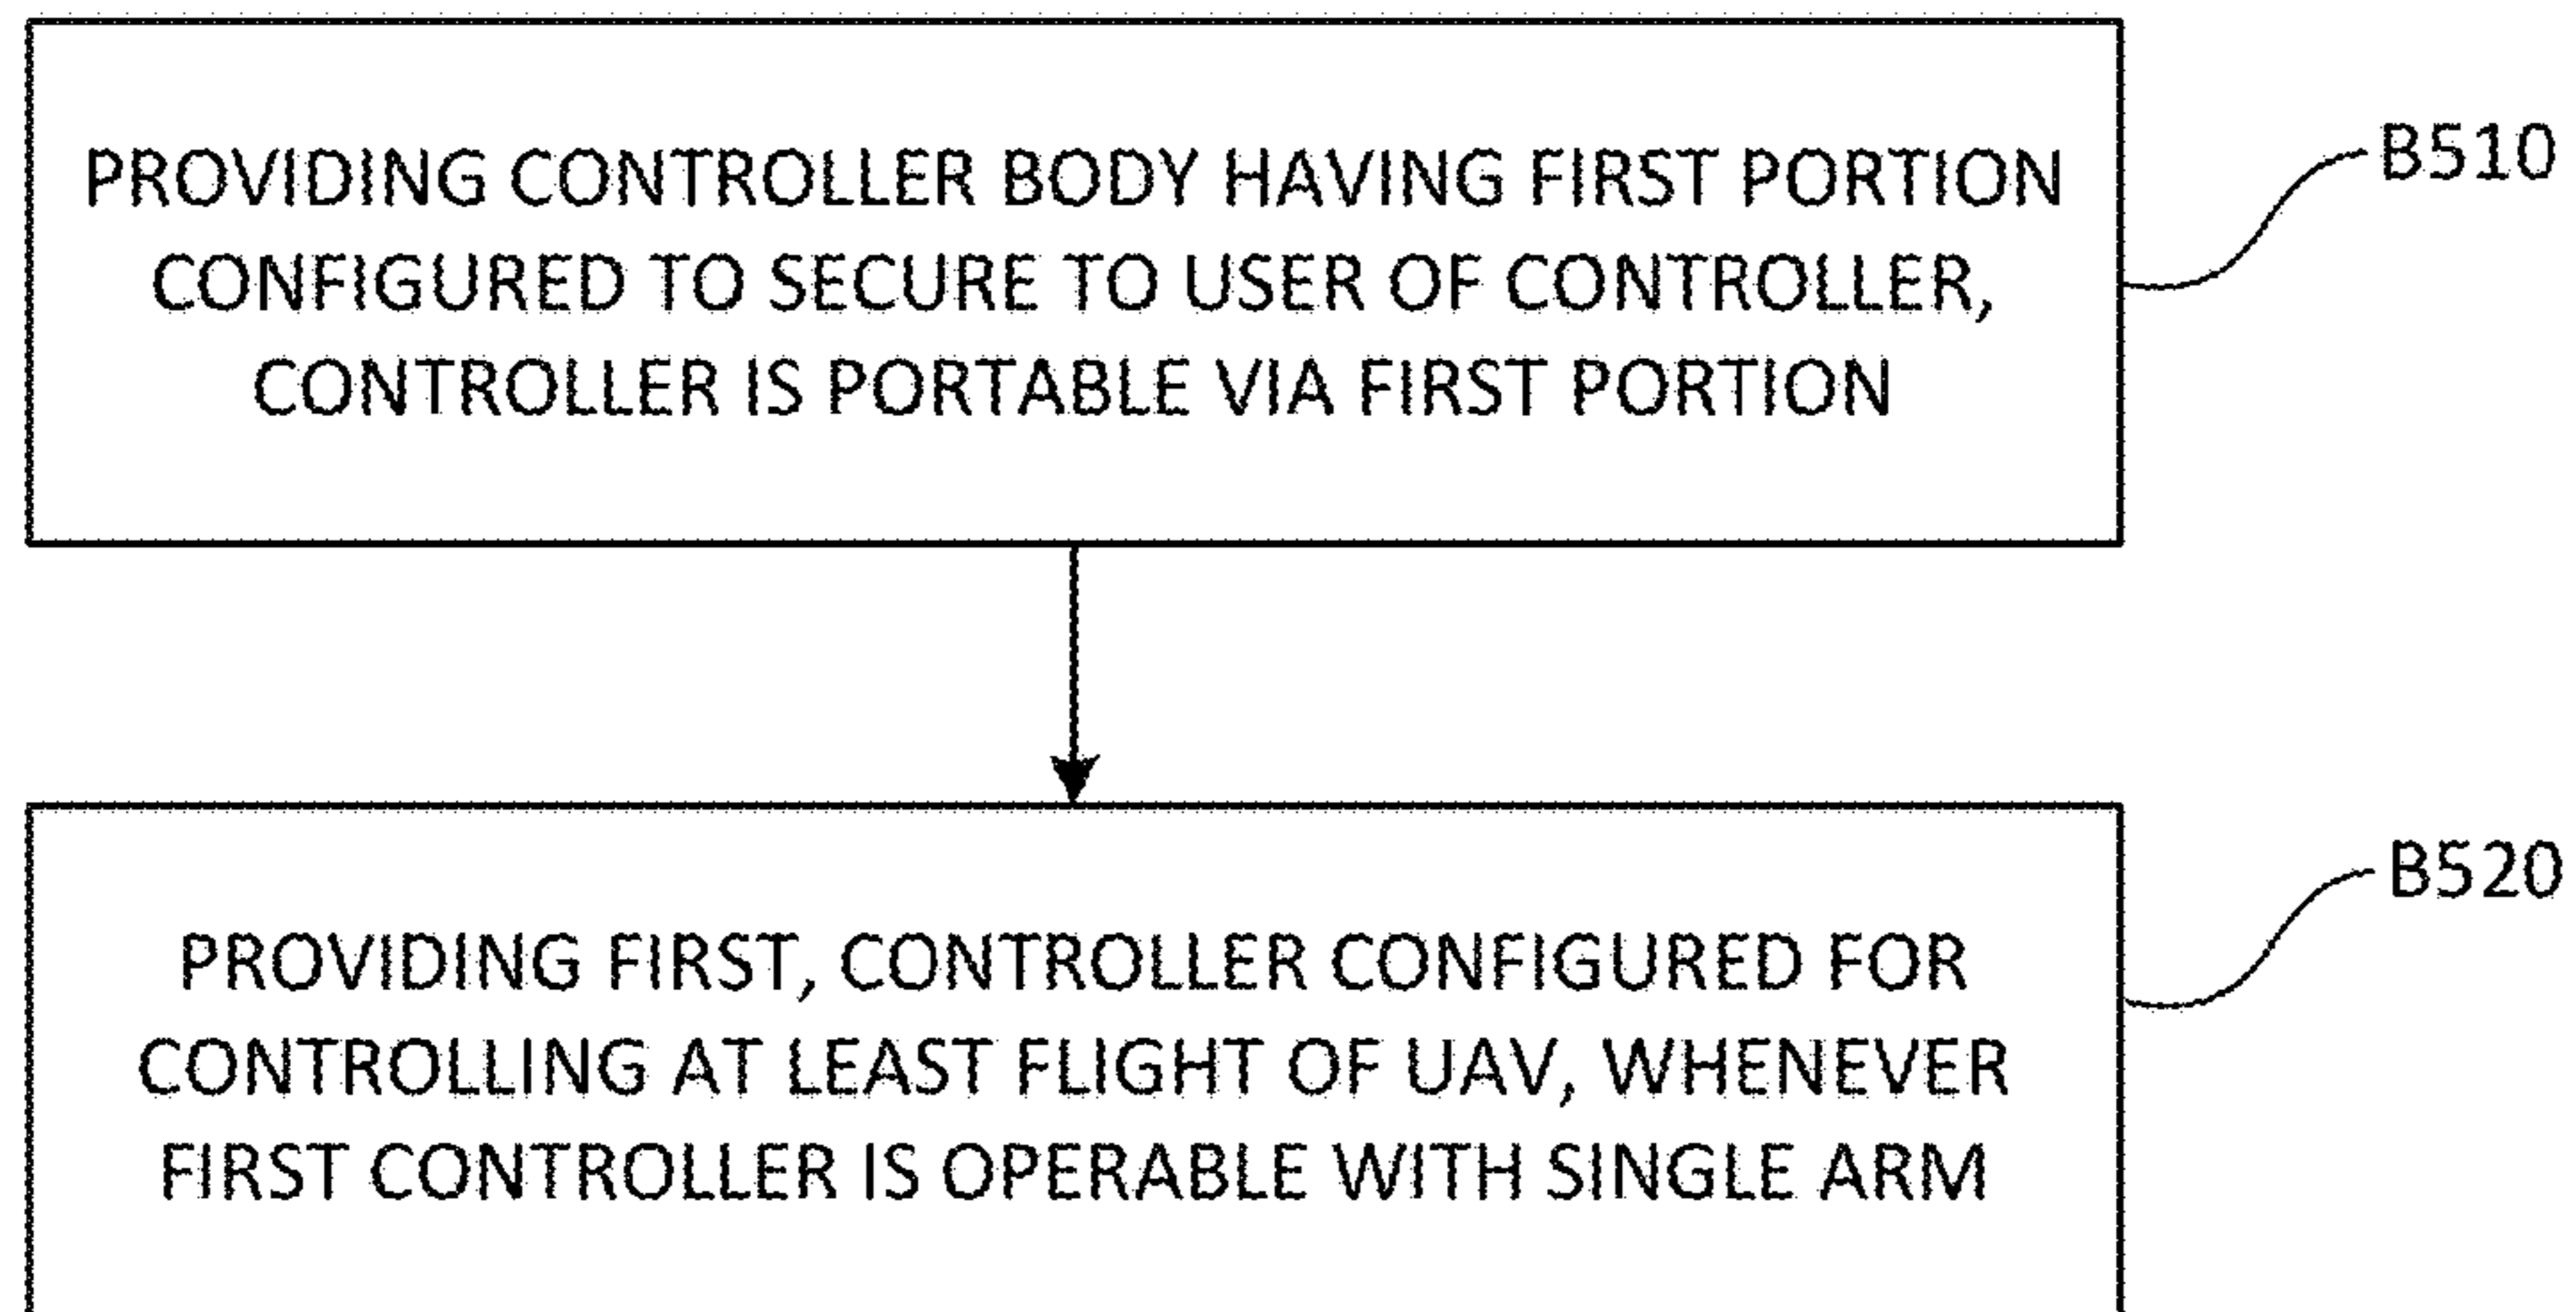 PROVIDING CONTROLLER BODY HAVING FIRST PORTION
CONFIGURED TO SECURE TO USER OF CONTROLLER,
CONTROLLER IS PORTABLE VIA FIRST PORTION
B510
PROVIDING FIRST, CONTROLLER CONFIGURED FOR
CONTROLLING AT LEAST FLIGHT OF UAV, WHENEVER
FIRST CONTROLLER IS OPERABLE WITH SINGLE ARM
B520